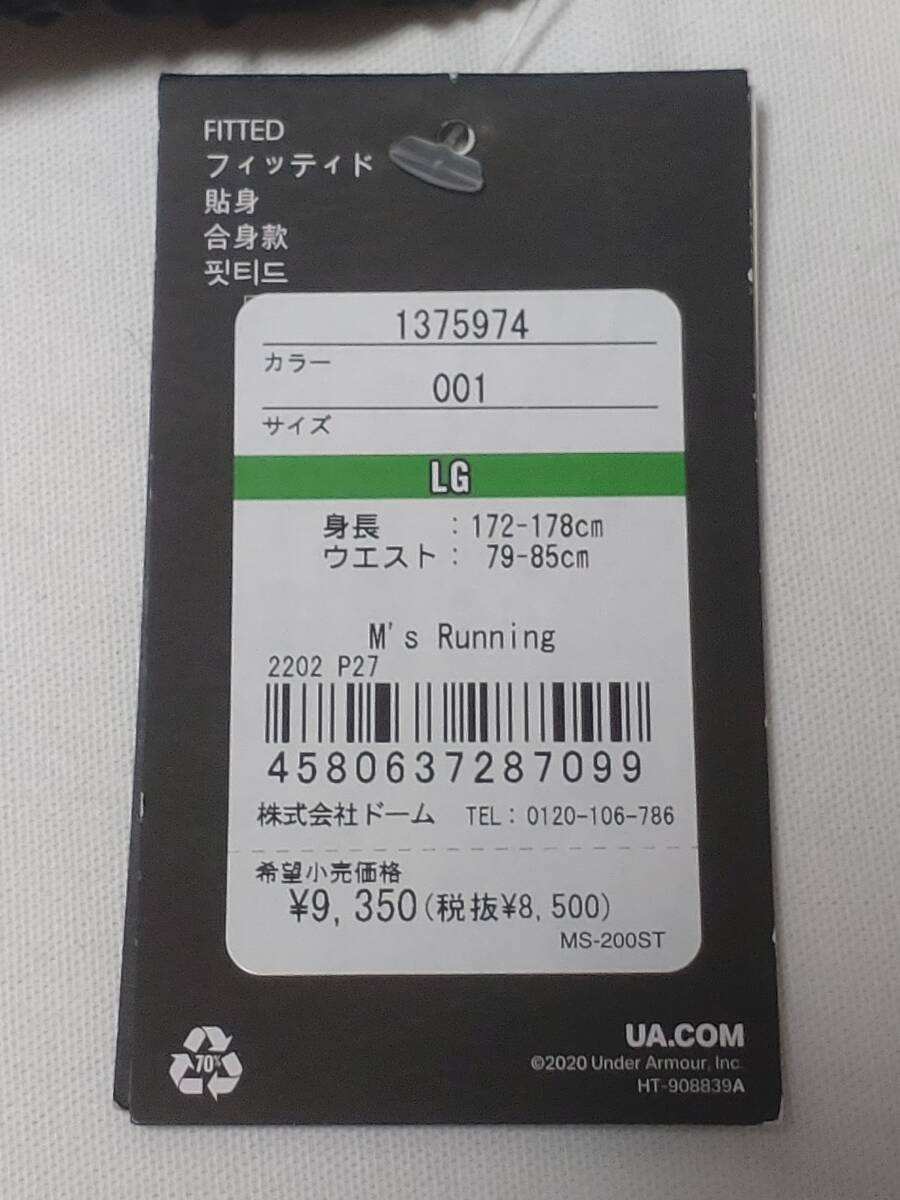 FITTED
フィッティド
貼身
合身款
핏티드
1375974
カラー
001
サイズ
LG
身長 : 172-178cm
ウエスト : 79-85cm
M's Running
2202 P27
4580637287099
株式会社ドーム TEL: 0120-106-786
希望小売価格
¥9,350(税抜¥8,500)
MS-200ST
70%
UA.COM
©2020 Under Armour, Inc.
HT-908839A